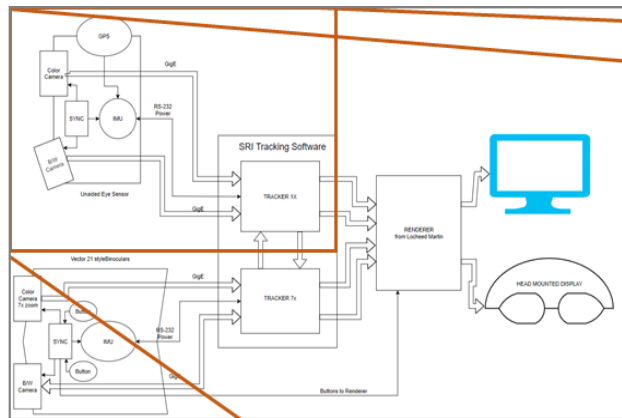 GPS
Color
Camera
GigE
SYNC
IMU
RS-232
Power
B/W
Camera
Unaided Eye Sensor
GigE
SRI Tracking Software
TRACKER 1X
RENDERER
from Locheed Martin
HEAD MOUNTED DISPLAY
Vector 21 styleBinoculars
GigE
Color
Camera
7x zoom
Button
SYNC
IMU
RS-232
Power
TRACKER 7x
Button
B/W
Camera
GigE
Buttons to Renderer